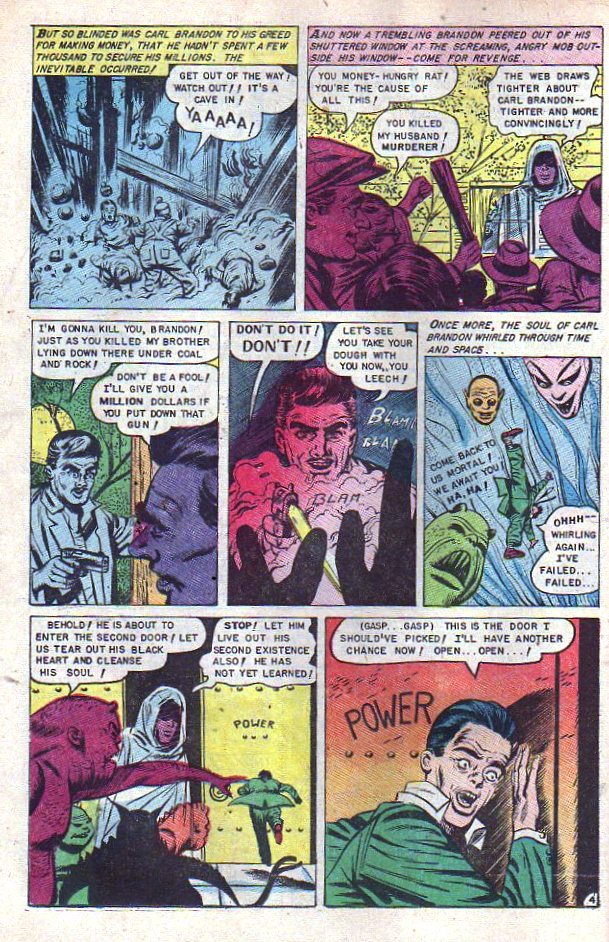 BUT SO BLINDED WAS CARL BRANDON TO HIS GREED
FOR MAKING MONEY, THAT HE HADN'T SPENT A FEW
THOUSAND TO SECURE HIS MILLIONS. THE
INEVITABLE OCCURRED!
GET OUT OF THE WAY!
WATCH OUT!! IT'S A
CAVE IN!
YAAAAA!
AND NOW A TREMBLING BRANDON PEERED OUT OF HIS
SHUTTERED WINDOW AT THE SCREAMING, ANGRY MOB OUT-
SIDE HIS WINDOW--COME FOR REVENGE...
YOU MONEY-HUNGRY RAT!
YOU'RE THE CAUSE OF
ALL THIS!
YOU KILLED
MY HUSBAND!
MURDERER!
THE WEB DRAWS
TIGHTER ABOUT
CARL BRANDON--
TIGHTER AND MORE
CONVINCINGLY!
I'M GONNA KILL YOU, BRANDON!
JUST AS YOU KILLED MY BROTHER
LYING DOWN THERE UNDER COAL
AND ROCK!
DON'T BE A FOOL!
I'LL GIVE YOU A
MILLION DOLLARS IF
YOU PUT DOWN THAT
GUN!
DON'T DO IT!
DON'T!!
LET'S SEE
YOU TAKE YOUR
DOUGH WITH
YOU NOW, YOU
LEECH!
BLAM!
BLAM
BLAM
ONCE MORE, THE SOUL OF CARL
BRANDON WHIRLED THROUGH TIME
AND SPACE...
COME BACK TO
US MORTAL!
WE AWAIT YOU!
HA, HA!
OHHH--
WHIRLING
AGAIN...
I'VE
FAILED...
FAILED...
BEHOLD! HE IS ABOUT TO
ENTER THE SECOND DOOR! LET
US TEAR OUT HIS BLACK
HEART AND CLEANSE
HIS SOUL!
STOP! LET HIM
LIVE OUT HIS
SECOND EXISTENCE
ALSO! HE HAS
NOT YET LEARNED!
POWER
(GASP...GASP) THIS IS THE DOOR I
SHOULD'VE PICKED! I'LL HAVE ANOTHER
CHANCE NOW! OPEN...OPEN...!
POWER
4